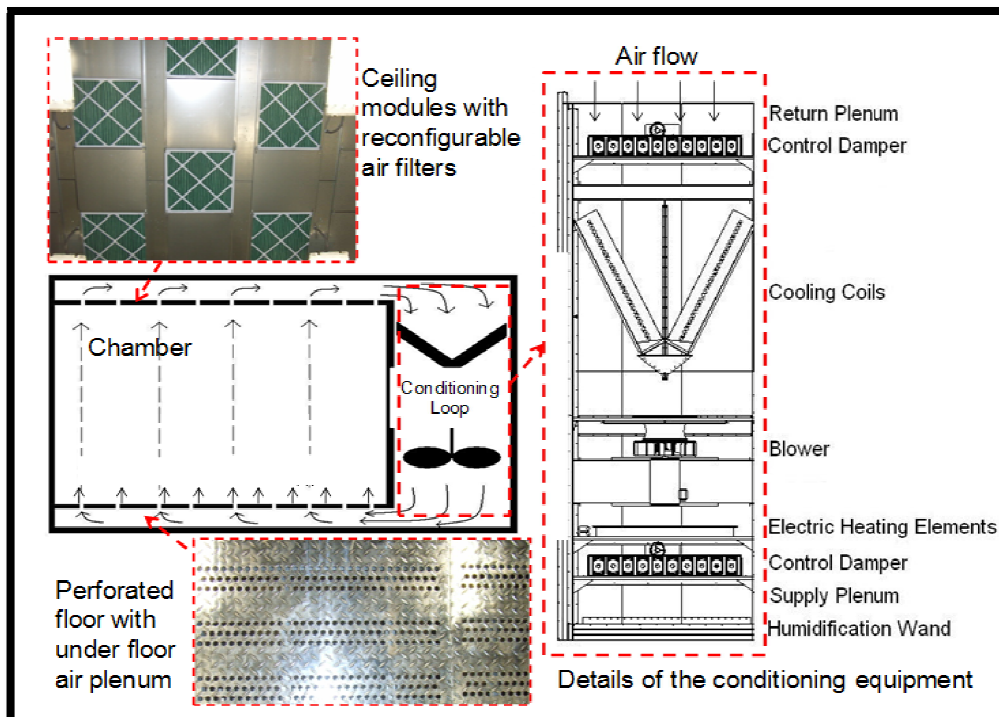 Ceiling
modules with
reconfigurable
air filters
Air flow
Return Plenum
Control Damper
Cooling Coils
Blower
Electric Heating Elements
Control Damper
Supply Plenum
Humidification Wand
Chamber
Conditioning
Loop
Perforated
floor with
under floor
air plenum
Details of the conditioning equipment